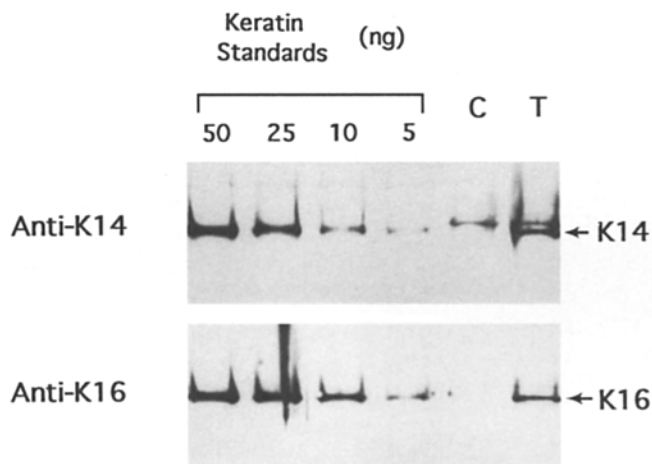 Keratin (ng)
Standards
50 25 10 5 C T
Anti-K14 ←K14
Anti-K16 ←K16